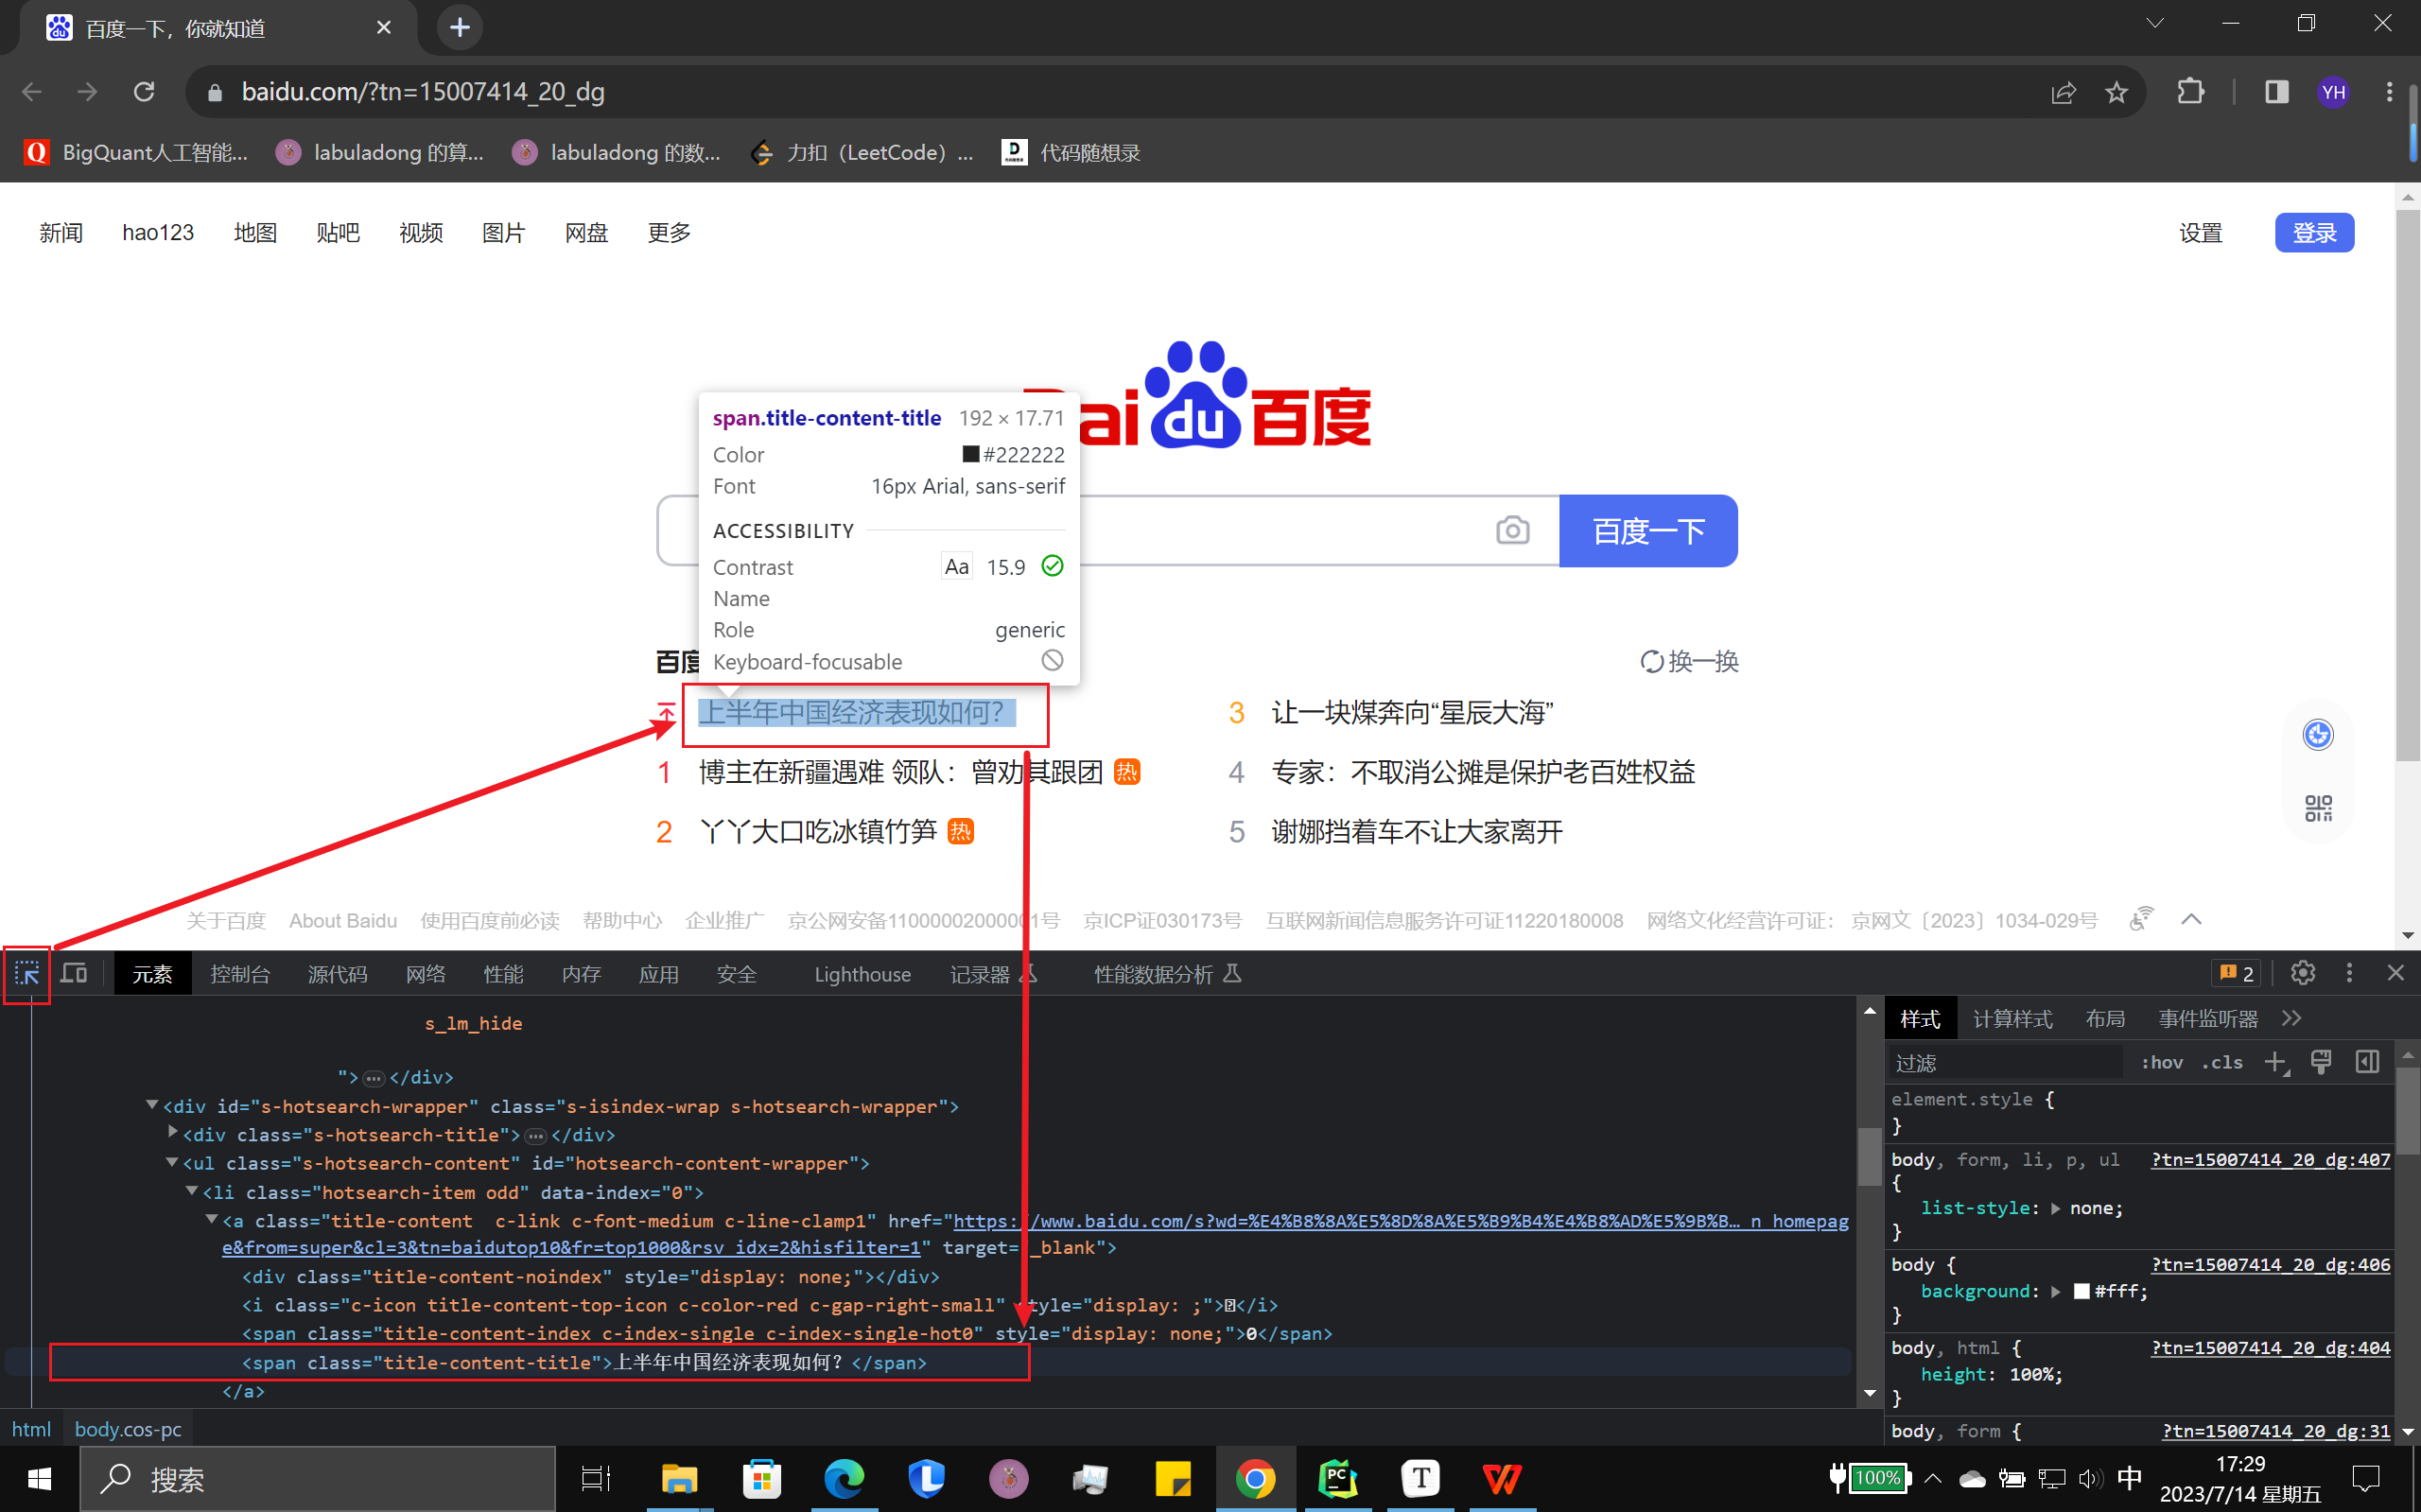 百度一下，你就知道
baidu.com/?tn=15007414_20_dg
YH
BigQuant人工智能...
labuladong 的算...
labuladong 的数...
力扣（LeetCode）...
代码随想录
新闻 hao123 地图 贴吧 视频 图片 网盘 更多 设置 登录
ai du 百度
span.title-content-title 192 × 17.71
Color #222222
Font 16px Arial, sans-serif
ACCESSIBILITY
Contrast Aa 15.9
Name
Role generic
Keyboard-focusable
百度一下
百度
换一换
上半年中国经济表现如何？
3 让一块煤奔向“星辰大海”
1 博主在新疆遇难 领队：曾劝其跟团 热
4 专家：不取消公摊是保护老百姓权益
2 丫丫大口吃冰镇竹笋 热
5 谢娜挡着车不让大家离开
关于百度 About Baidu 使用百度前必读 帮助中心 企业推广 京公网安备11000002000001号 京ICP证030173号 互联网新闻信息服务许可证11220180008 网络文化经营许可证： 京网文〔2023〕1034-029号
元素 控制台 源代码 网络 性能 内存 应用 安全 Lighthouse 记录器 性能数据分析 2
s_lm_hide
">…</div>
<div id="s-hotsearch-wrapper" class="s-isindex-wrap s-hotsearch-wrapper">
<div class="s-hotsearch-title">…</div>
<ul class="s-hotsearch-content" id="hotsearch-content-wrapper">
<li class="hotsearch-item odd" data-index="0">
<a class="title-content  c-link c-font-medium c-line-clamp1" href="https://www.baidu.com/s?wd=%E4%B8%8A%E5%8D%8A%E5%B9%B4%E4%B8%AD%E5%9B%B…_n_homepag
e&from=super&cl=3&tn=baidutop10&fr=top1000&rsv_idx=2&hisfilter=1" target="_blank">
<div class="title-content-noindex" style="display: none;"></div>
<i class="c-icon title-content-top-icon c-color-red c-gap-right-small" style="display: ;"></i>
<span class="title-content-index c-index-single c-index-single-hot0" style="display: none;">0</span>
<span class="title-content-title">上半年中国经济表现如何？</span>
</a>
html body.cos-pc
样式 计算样式 布局 事件监听器
过滤 :hov .cls
element.style {
}
body, form, li, p, ul ?tn=15007414_20_dg:407
{
list-style: none;
}
body { ?tn=15007414_20_dg:406
background: #fff;
}
body, html { ?tn=15007414_20_dg:404
height: 100%;
}
body, form { ?tn=15007414_20_dg:31
搜索
PC
T
100%
中
17:29
2023/7/14 星期五